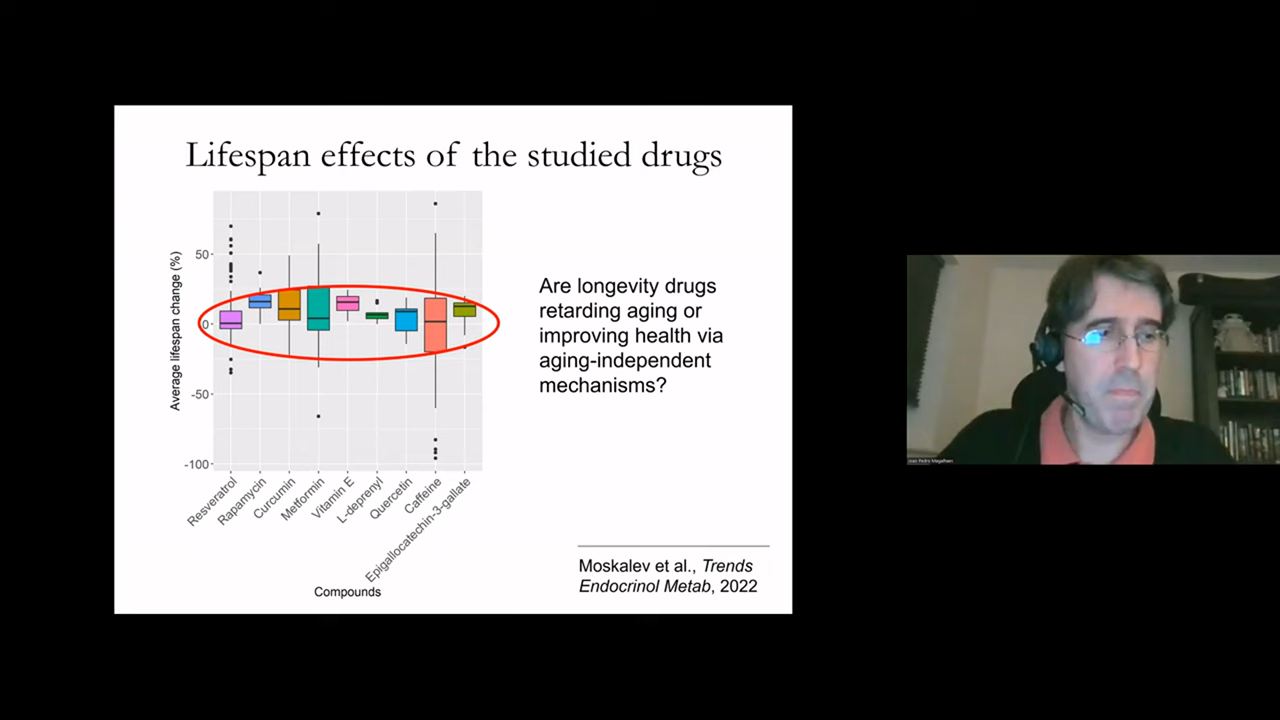 Lifespan effects of the studied drugs
Average lifespan change (%)
50
0
-50
-100
Resveratrol
Rapamycin
Curcumin
Metformin
Vitamin E
L-deprenyl
Quercetin
Caffeine
Epigallocatechin-3-gallate
Compounds
Are longevity drugs
retarding aging or
improving health via
aging-independent
mechanisms?
Moskalev et al., Trends
Endocrinol Metab, 2022